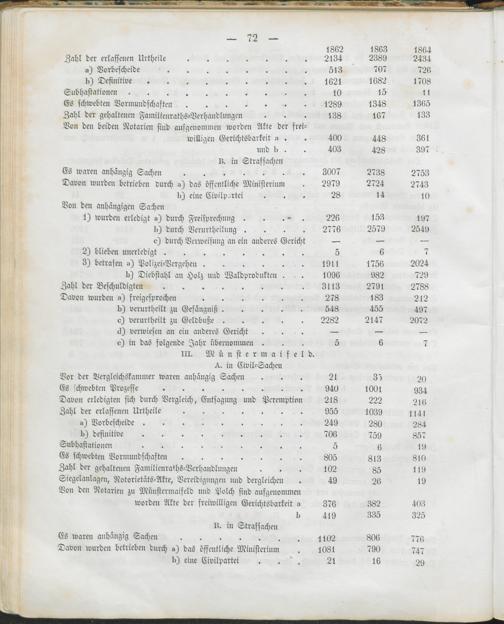 — 72 —
1862 1863 1864
Zahl der erlassenen Urtheile . . . . . . . 2134 2389 2434
a) Vorbescheide . . . . . . . 513 707 726
b) Definitive . . . . . . . 1621 1682 1708
Subhastationen . . . . . . . . . 10 15 11
Es schwebten Vormundschaften . . . . . . . 1289 1348 1365
Zahl der gehaltenen Familienraths-Verhandlungen . . . . 138 167 133
Von den beiden Notarien sind aufgenommen worden Akte der frei-
willigen Gerichtsbarkeit a . . 400 448 361
und b . . 403 428 397
B. in Strafsachen
Es waren anhängig Sachen . . . . . . . 3007 2738 2753
Davon wurden betrieben durch a) das öffentliche Ministerium . 2979 2724 2743
b) eine Civilpartei . . . 28 14 10
Von den anhängigen Sachen
1) wurden erledigt a) durch Freisprechung . . . . 226 153 197
b) durch Verurtheilung . . . . 2776 2579 2549
c) durch Verweisung an ein anderes Gericht — — —
2) blieben unerledigt . . . . . . . . 5 6 7
3) betrafen a) Polizei-Vergehen . . . . . . 1911 1756 2024
b) Diebstahl an Holz und Waldprodukten . . . 1096 982 729
Zahl der Beschuldigten . . . . . . . . 3113 2791 2788
Davon wurden a) freigesprochen . . . . . . 278 183 212
b) verurtheilt zu Gefängniß . . . . . 548 455 497
c) verurtheilt zu Geldbuße . . . . . 2282 2147 2072
d) verwiesen an ein anderes Gericht . . . . — — —
e) in das folgende Jahr übernommen . . . 5 6 7
III. Münstermaifeld.
A. in Civil-Sachen
Vor der Vergleichskammer waren anhängig Sachen . . . . 21 35 20
Es schwebten Prozesse . . . . . . . . 940 1001 934
Davon erledigten sich durch Vergleich, Entsagung und Peremption 218 222 216
Zahl der erlassenen Urtheile . . . . . . . 955 1039 1141
a) Vorbescheide . . . . . . . . 249 280 284
b) definitive . . . . . . . . 706 759 857
Subhastationen . . . . . . . . . 5 6 19
Es schwebten Vormundschaften . . . . . . . 805 813 810
Zahl der gehaltenen Familienraths-Verhandlungen . . . . 102 85 119
Siegelanlagen, Notorietäts-Akte, Vereidigungen und dergleichen . 49 26 19
Von den Notarien zu Münstermaifeld und Polch sind aufgenommen
worden Akte der freiwilligen Gerichtsbarkeit a 376 382 403
b 419 335 325
B. in Strafsachen
Es waren anhängig Sachen . . . . . . . 1102 806 776
Davon wurden betrieben durch a) das öffentliche Ministerium . 1081 790 747
b) eine Civilpartei . . . 21 16 29